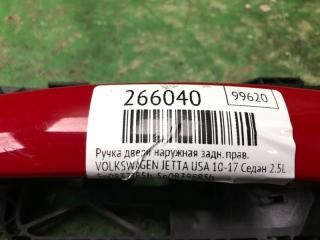 266040
99620
Ручка двери наружная задн. прав.
VOLKSWAGEN JETTA USA 10-17 Седан 2.5L